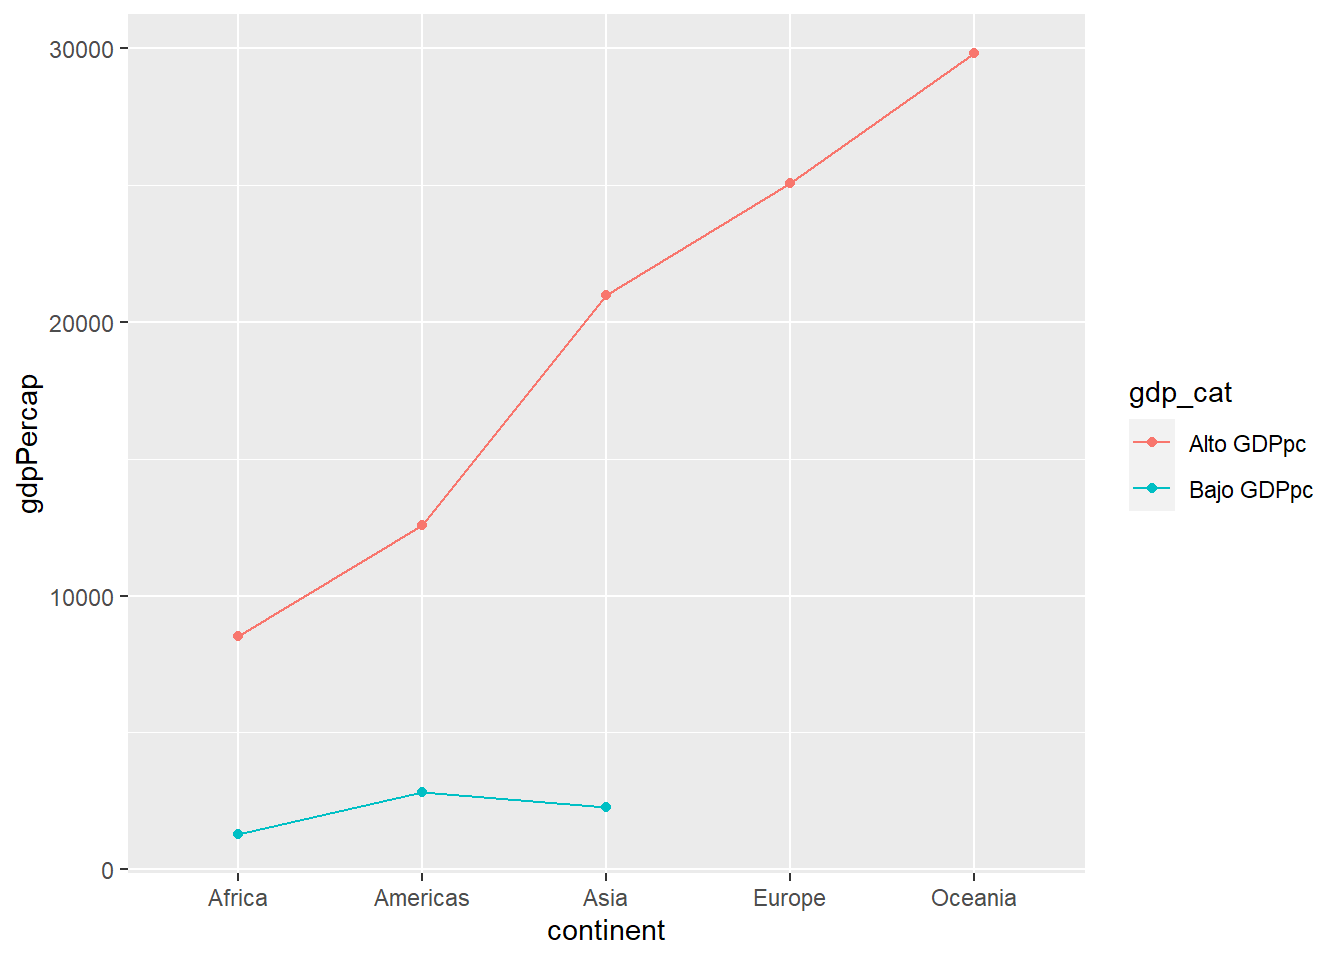 30000
20000
10000
0
gdpPercap
Africa
Americas
Asia
Europe
Oceania
continent
gdp_cat
Alto GDPpc
Bajo GDPpc